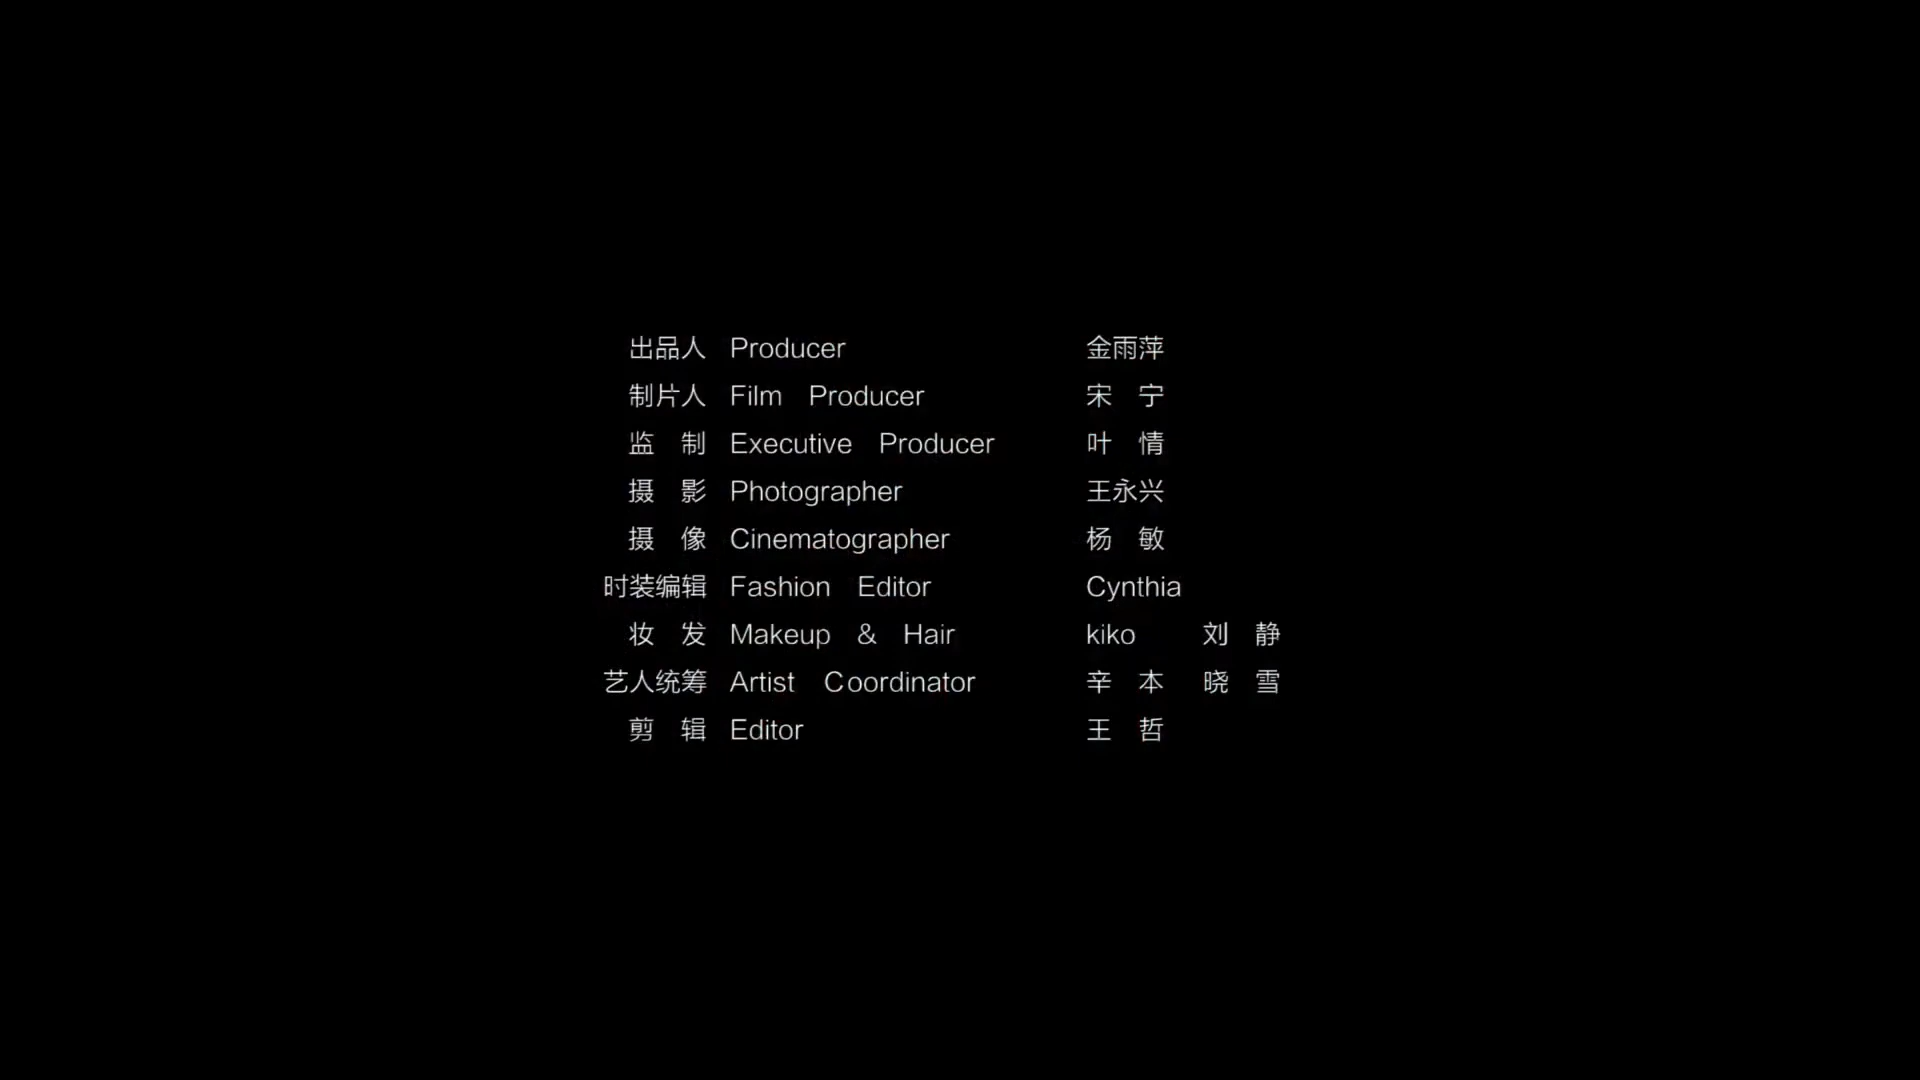 出品人 Producer 金雨萍
制片人 Film Producer 宋 宁
监 制 Executive Producer 叶 情
摄 影 Photographer 王永兴
摄 像 Cinematographer 杨 敏
时装编辑 Fashion Editor Cynthia
妆 发 Makeup & Hair kiko 刘 静
艺人统筹 Artist Coordinator 辛 本 晓 雪
剪 辑 Editor 王 哲